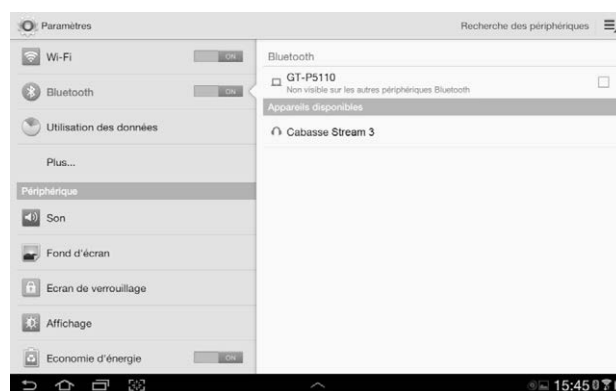 Paramètres
Recherche des périphériques
Wi-Fi
ON
Bluetooth
ON
Utilisation des données
Plus...
Périphérique
Son
Fond d'écran
Ecran de verrouillage
Affichage
Economie d'énergie
ON
Bluetooth
GT-P5110
Non visible sur les autres périphériques Bluetooth
Appareils disponibles
Cabasse Stream 3
15:45